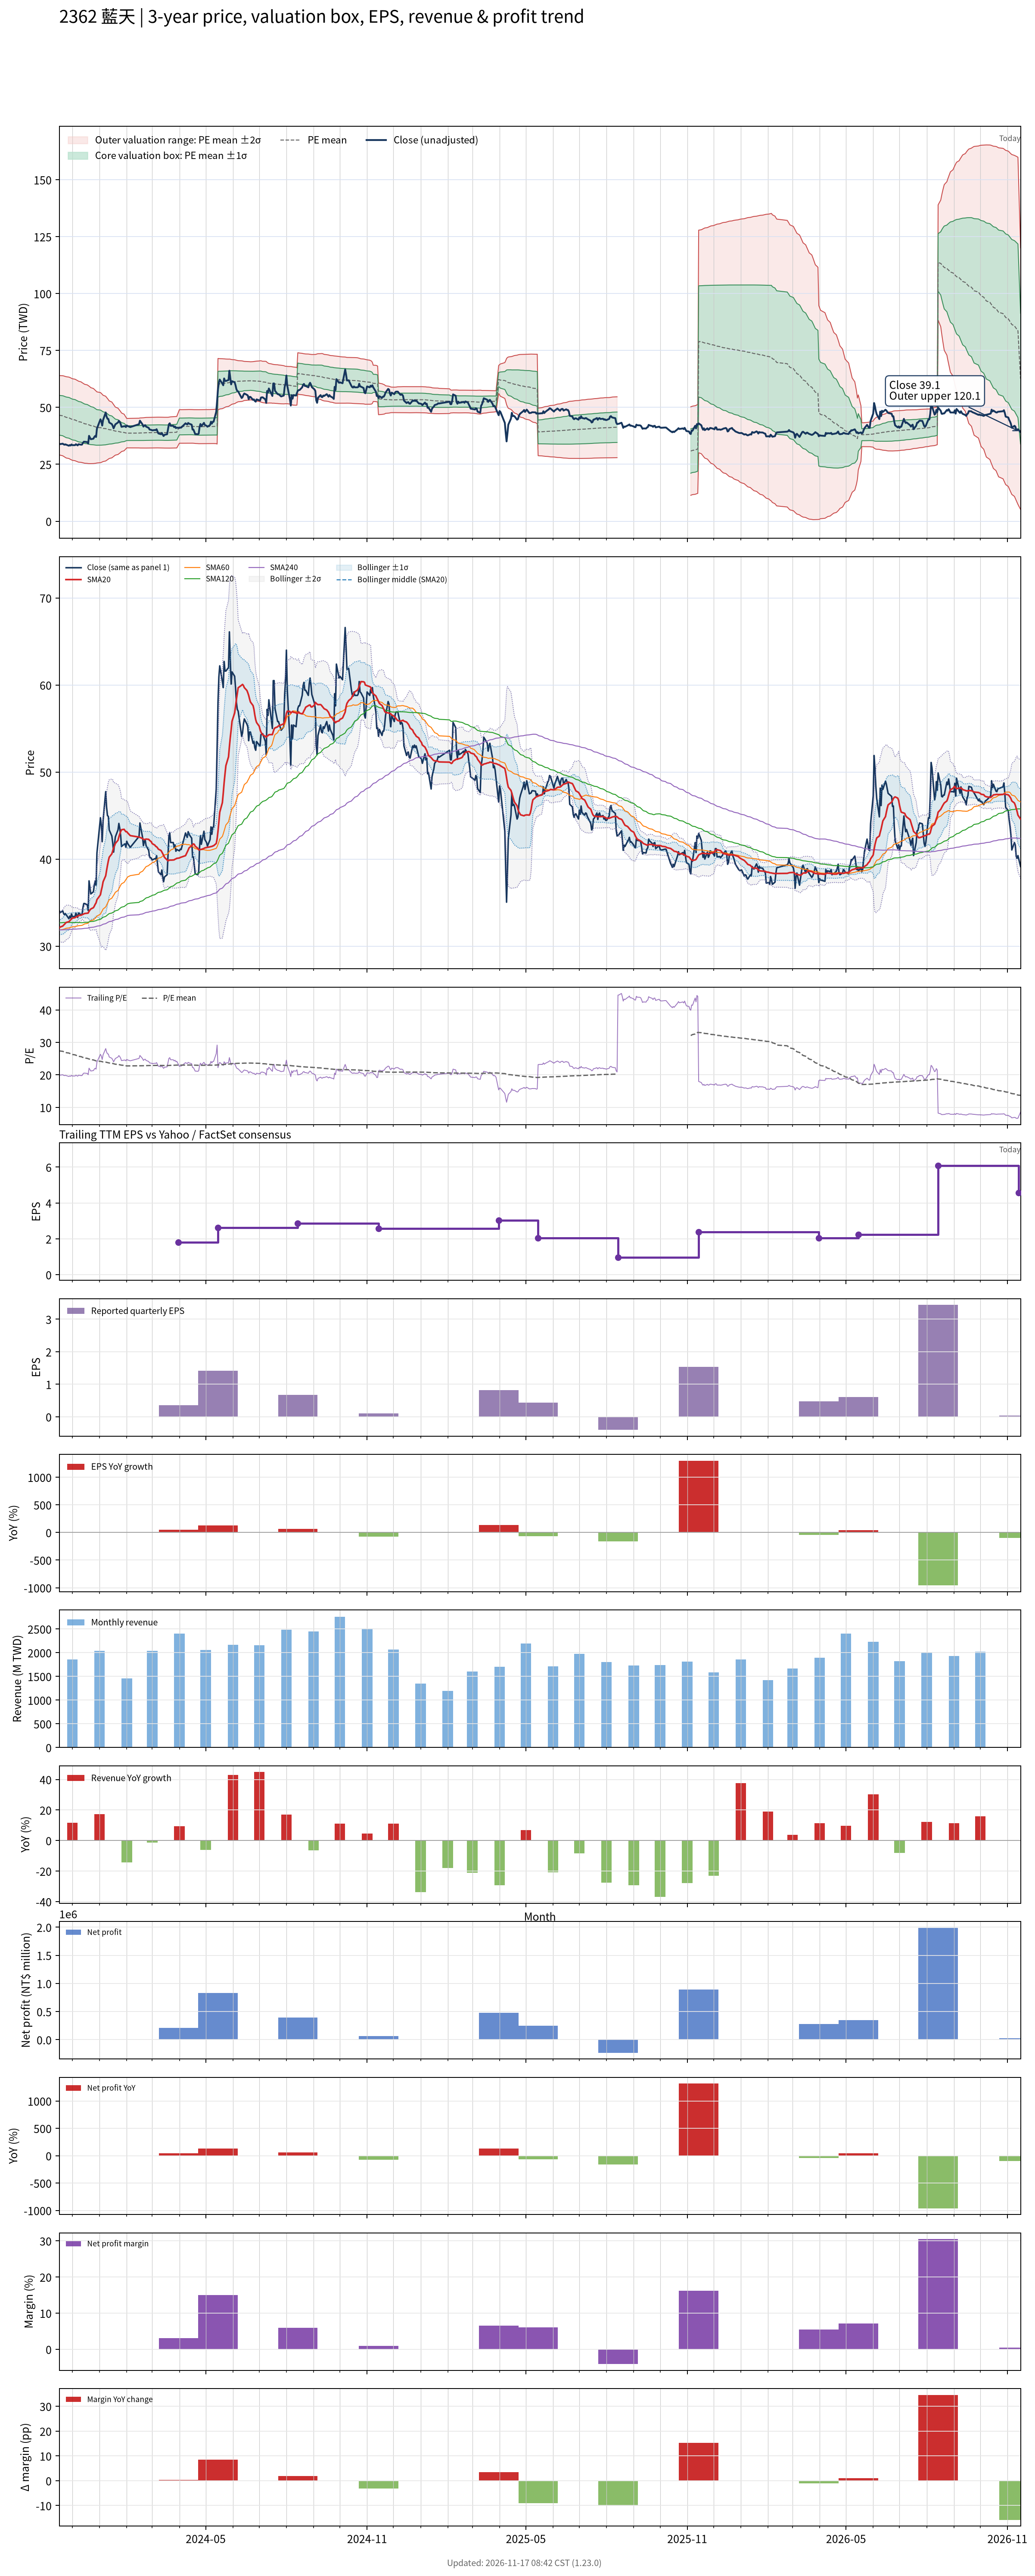 2362 藍天 | 3-year price, valuation box, EPS, revenue & profit trend
Outer valuation range: PE mean ±2σ
Core valuation box: PE mean ±1σ
PE mean
Close (unadjusted)
Today
Price (TWD)
150
125
100
75
50
25
0
Close 39.1
Outer upper 120.1
Close (same as panel 1)
SMA20
SMA60
SMA120
SMA240
Bollinger ±2σ
Bollinger ±1σ
Bollinger middle (SMA20)
Price
70
60
50
40
30
Trailing P/E
P/E mean
P/E
40
30
20
10
Trailing TTM EPS vs Yahoo / FactSet consensus
Today
EPS
6
4
2
0
Reported quarterly EPS
EPS
3
2
1
0
EPS YoY growth
YoY (%)
1000
500
0
-500
-1000
Monthly revenue
Revenue (M TWD)
2500
2000
1500
1000
500
0
Revenue YoY growth
YoY (%)
40
20
0
-20
-40
Month
1e6
Net profit
Net profit (NT$ million)
2.0
1.5
1.0
0.5
0.0
Net profit YoY
YoY (%)
1000
500
0
-500
-1000
Net profit margin
Margin (%)
30
20
10
0
Margin YoY change
Δ margin (pp)
30
20
10
0
-10
2024-05
2024-11
2025-05
2025-11
2026-05
2026-11
Updated: 2026-11-17 08:42 CST (1.23.0)